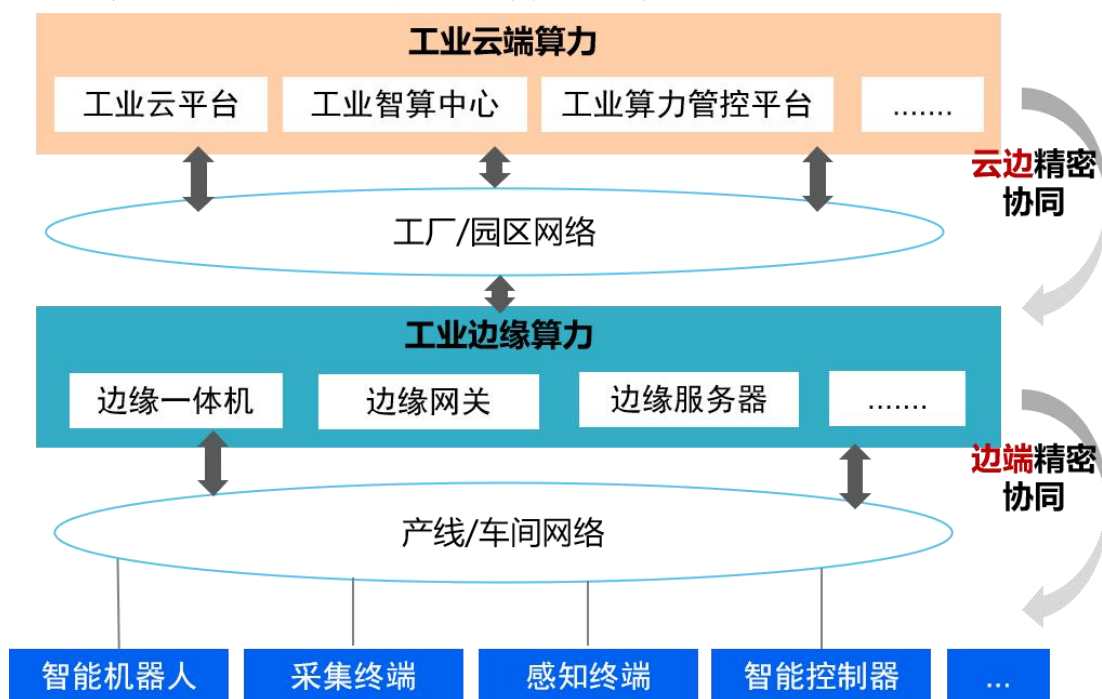 工业云端算力
工业云平台
工业智算中心
工业算力管控平台
.......
云边精密
协同
工厂/园区网络
工业边缘算力
边缘一体机
边缘网关
边缘服务器
.......
边端精密
协同
产线/车间网络
智能机器人
采集终端
感知终端
智能控制器
...